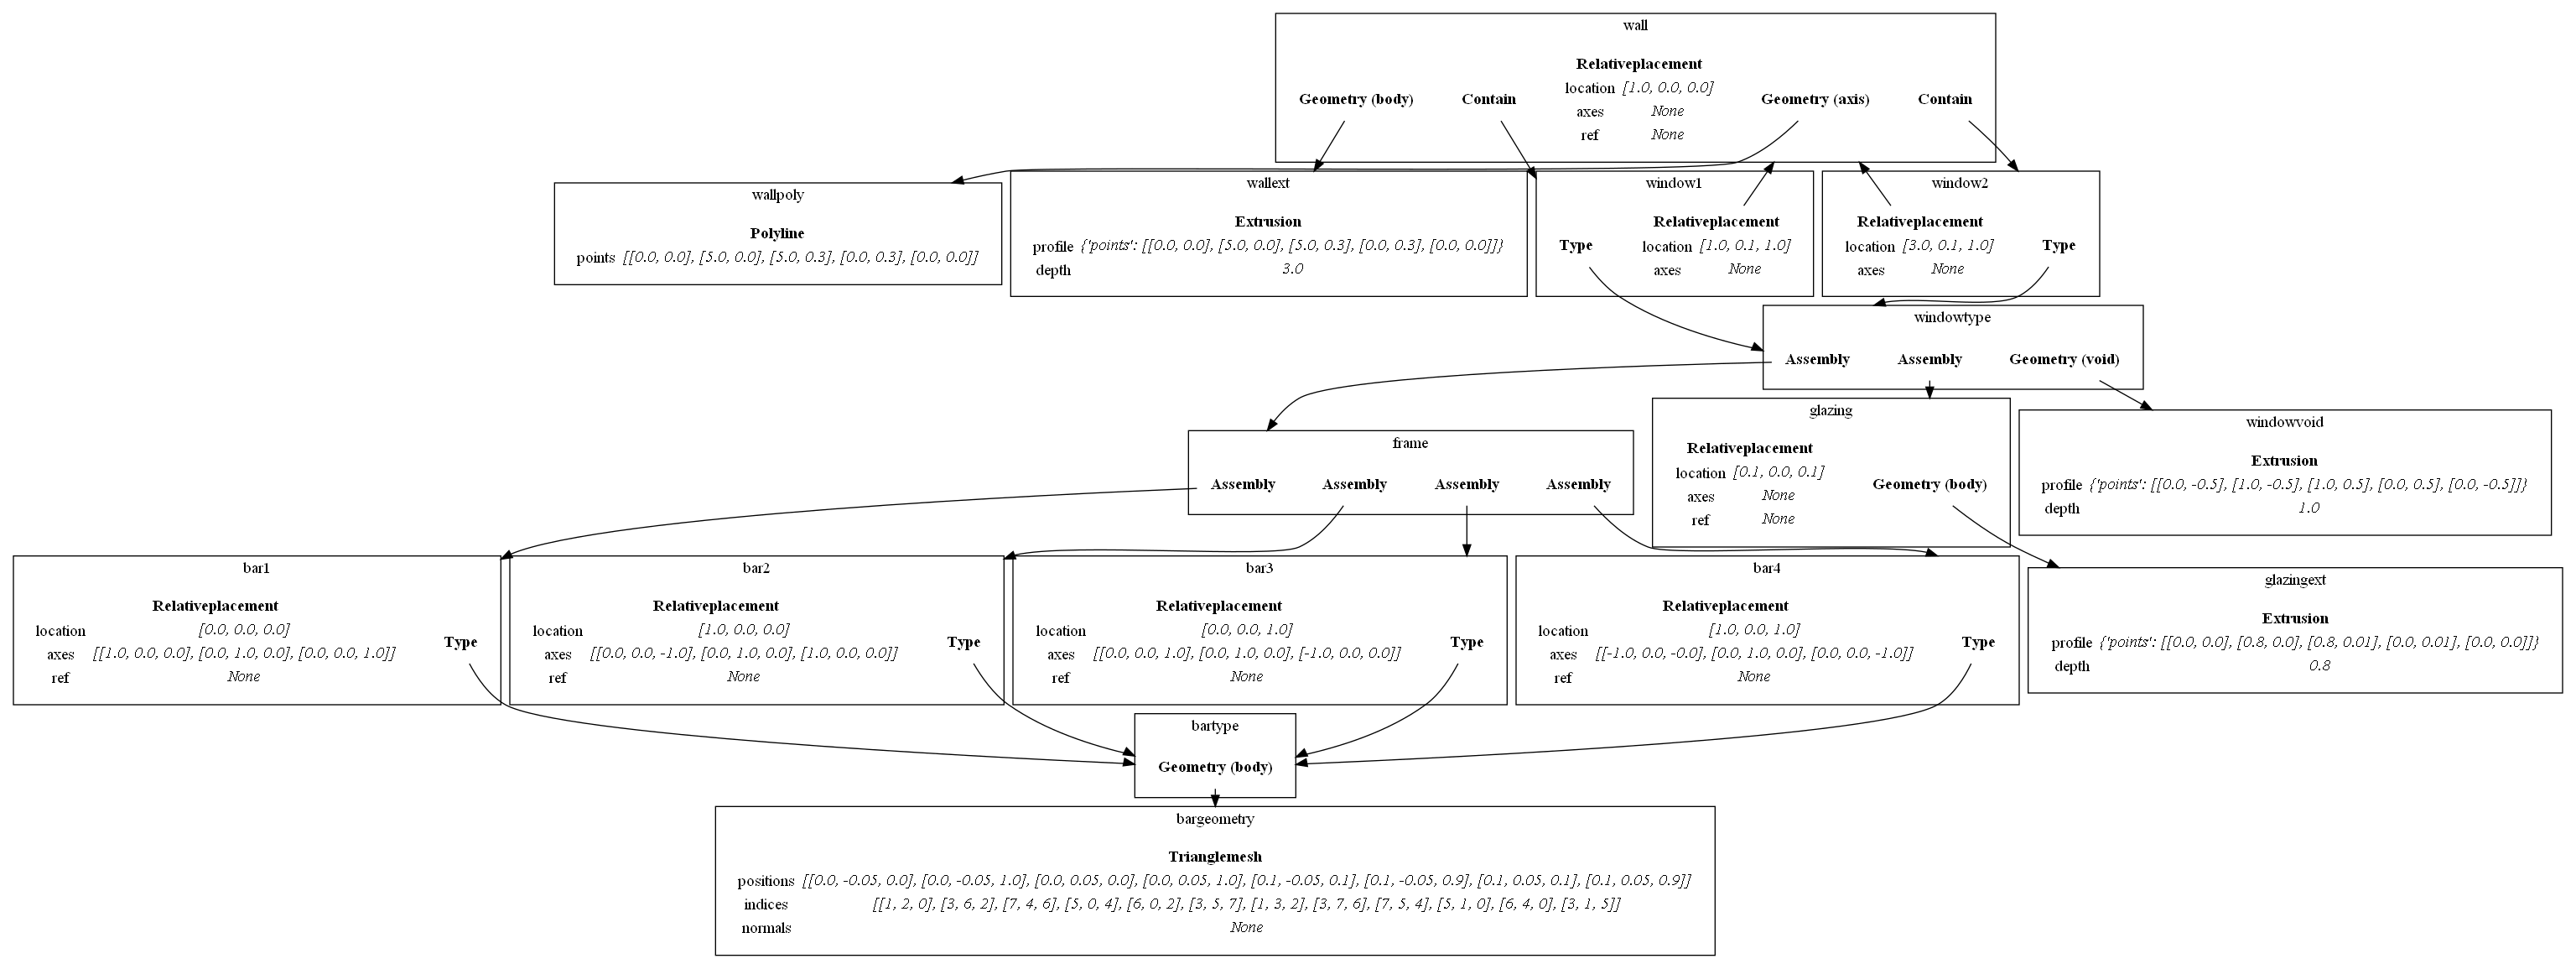 wall
Geometry (body)
Contain
Relativeplacement
location [1.0, 0.0, 0.0]
axes None
ref None
Geometry (axis)
Contain
wallpoly
Polyline
points [[0.0, 0.0], [5.0, 0.0], [5.0, 0.3], [0.0, 0.3], [0.0, 0.0]]
wallext
Extrusion
profile {'points': [[0.0, 0.0], [5.0, 0.0], [5.0, 0.3], [0.0, 0.3], [0.0, 0.0]]}
depth 3.0
window1
Type
Relativeplacement
location [1.0, 0.1, 1.0]
axes None
window2
Relativeplacement
location [3.0, 0.1, 1.0]
axes None
Type
windowtype
Assembly
Assembly
Geometry (void)
frame
Assembly
Assembly
Assembly
Assembly
glazing
Relativeplacement
location [0.1, 0.0, 0.1]
axes None
ref None
Geometry (body)
windowvoid
Extrusion
profile {'points': [[0.0, -0.5], [1.0, -0.5], [1.0, 0.5], [0.0, 0.5], [0.0, -0.5]]}
depth 1.0
bar1
Relativeplacement
location [0.0, 0.0, 0.0]
axes [[1.0, 0.0, 0.0], [0.0, 1.0, 0.0], [0.0, 0.0, 1.0]]
ref None
Type
bar2
Relativeplacement
location [1.0, 0.0, 0.0]
axes [[0.0, 0.0, -1.0], [0.0, 1.0, 0.0], [1.0, 0.0, 0.0]]
ref None
Type
bar3
Relativeplacement
location [0.0, 0.0, 1.0]
axes [[0.0, 0.0, 1.0], [0.0, 1.0, 0.0], [-1.0, 0.0, 0.0]]
ref None
Type
bar4
Relativeplacement
location [1.0, 0.0, 1.0]
axes [[-1.0, 0.0, -0.0], [0.0, 1.0, 0.0], [0.0, 0.0, -1.0]]
ref None
Type
glazingext
Extrusion
profile {'points': [[0.0, 0.0], [0.8, 0.0], [0.8, 0.01], [0.0, 0.01], [0.0, 0.0]]}
depth 0.8
bartype
Geometry (body)
bargeometry
Trianglemesh
positions [[0.0, -0.05, 0.0], [0.0, -0.05, 1.0], [0.0, 0.05, 0.0], [0.0, 0.05, 1.0], [0.1, -0.05, 0.1], [0.1, -0.05, 0.9], [0.1, 0.05, 0.1], [0.1, 0.05, 0.9]]
indices [[1, 2, 0], [3, 6, 2], [7, 4, 6], [5, 0, 4], [6, 0, 2], [3, 5, 7], [1, 3, 2], [3, 7, 6], [7, 5, 4], [5, 1, 0], [6, 4, 0], [3, 1, 5]]
normals None